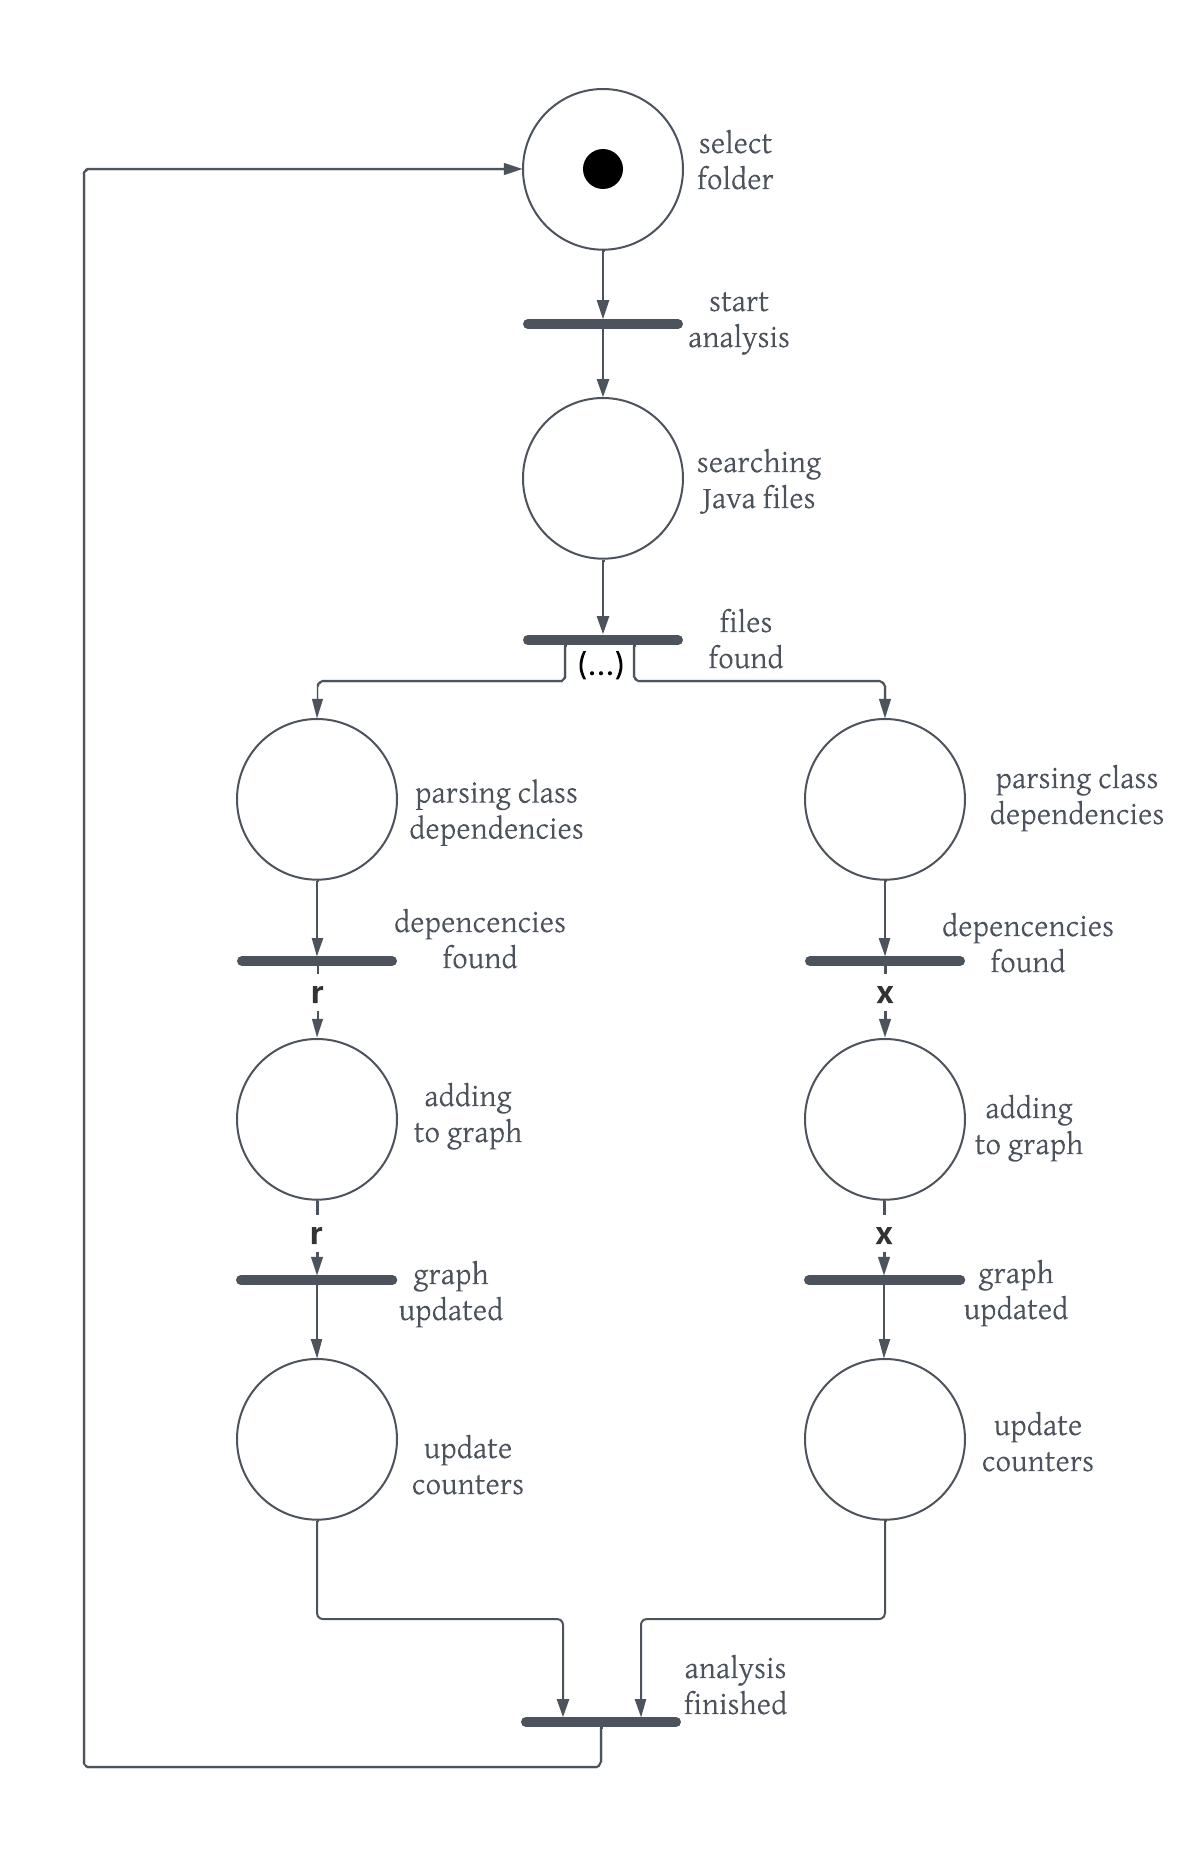 select
folder
start
analysis
searching
Java files
files
found
(...)
parsing class
dependencies
parsing class
dependencies
depencencies
found
depencencies
found
r
x
adding
to graph
adding
to graph
r
x
graph
updated
graph
updated
update
counters
update
counters
analysis
finished